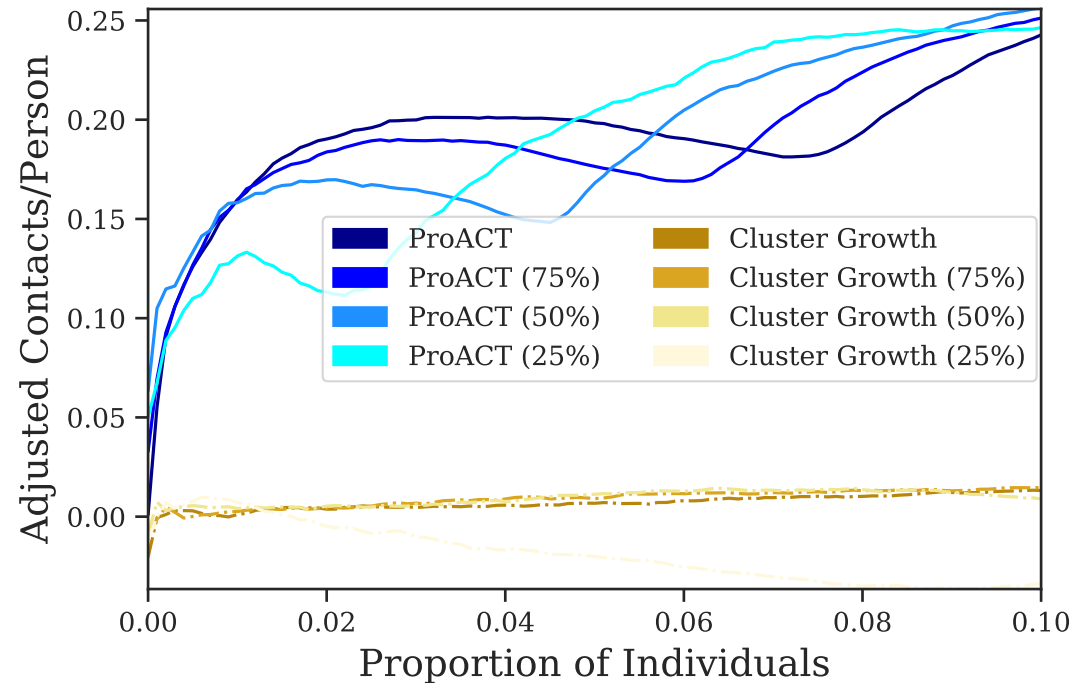 0.25
0.20
0.15
0.10
0.05
0.00
Adjusted Contacts/Person
ProACT
ProACT (75%)
ProACT (50%)
ProACT (25%)
Cluster Growth
Cluster Growth (75%)
Cluster Growth (50%)
Cluster Growth (25%)
0.00 0.02 0.04 0.06 0.08 0.10
Proportion of Individuals